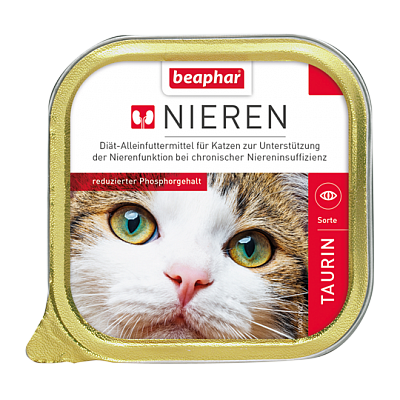 beaphar
NIEREN
Diät-Alleinfuttermittel für Katzen zur Unterstützung
der Nierenfunktion bei chronischer Niereninsuffizienz
reduzierter Phosphorgehalt
Sorte
TAURIN